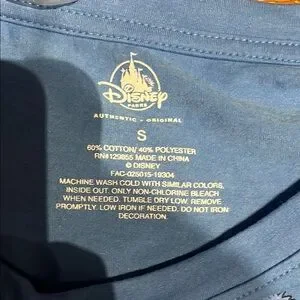 Disney
PARKS
AUTHENTIC • ORIGINAL
S
60% COTTON/ 40% POLYESTER
RN#129855 MADE IN CHINA
© DISNEY
FAC-025015-19304
MACHINE WASH COLD WITH SIMILAR COLORS,
INSIDE OUT. ONLY NON-CHLORINE BLEACH
WHEN NEEDED. TUMBLE DRY LOW. REMOVE
PROMPTLY. LOW IRON IF NEEDED. DO NOT IRON
DECORATION.